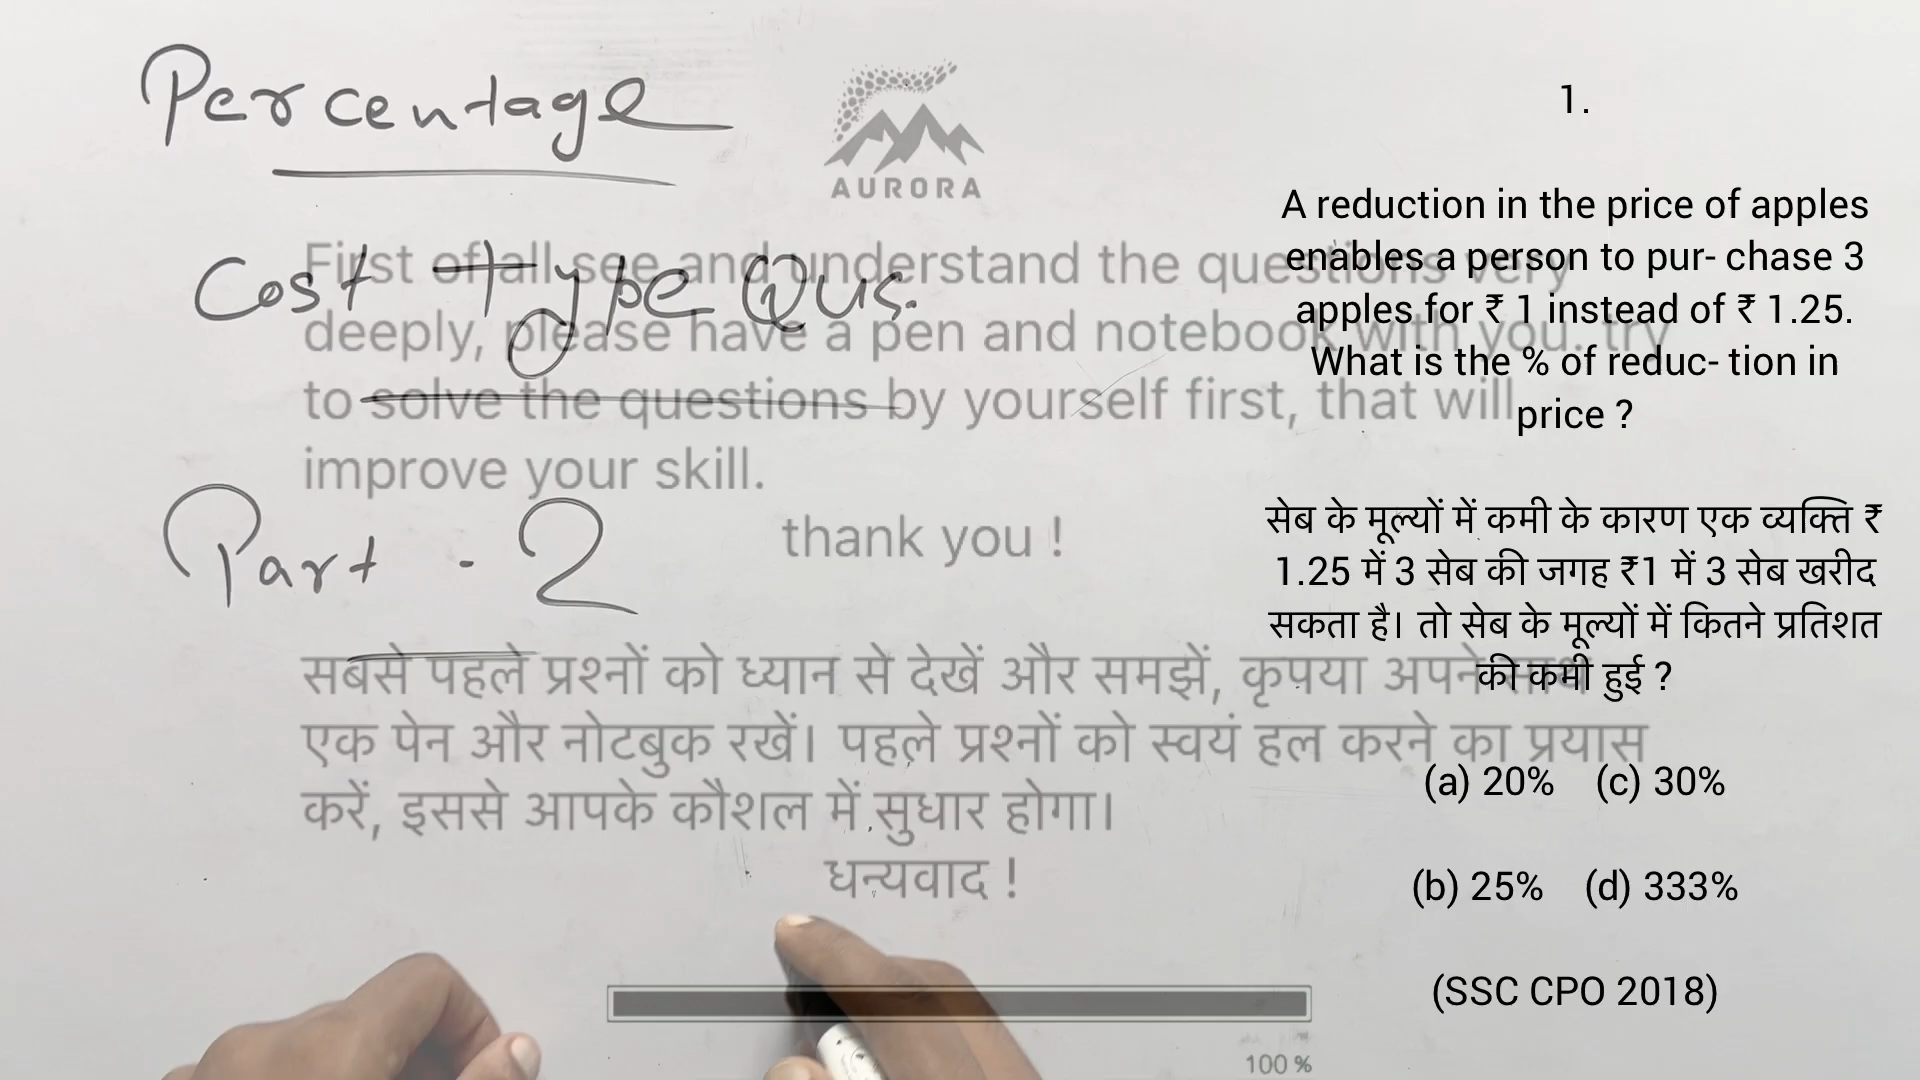 Percentage
Cost type Qus.
Part - 2
AURORA
First of all see and understand the questions very
deeply, please have a pen and notebook with you. try
to solve the questions by yourself first, that will
improve your skill.
thank you !
सबसे पहले प्रश्नों को ध्यान से देखें और समझें, कृपया अपने साथ
एक पेन और नोटबुक रखें। पहले प्रश्नों को स्वयं हल करने का प्रयास
करें, इससे आपके कौशल में सुधार होगा।
धन्यवाद !
100 %
1.
A reduction in the price of apples
enables a person to pur- chase 3
apples for ₹ 1 instead of ₹ 1.25.
What is the % of reduc- tion in
price ?
सेब के मूल्यों में कमी के कारण एक व्यक्ति ₹
1.25 में 3 सेब की जगह ₹1 में 3 सेब खरीद
सकता है। तो सेब के मूल्यों में कितने प्रतिशत
की कमी हुई ?
(a) 20% (c) 30%
(b) 25% (d) 333%
(SSC CPO 2018)